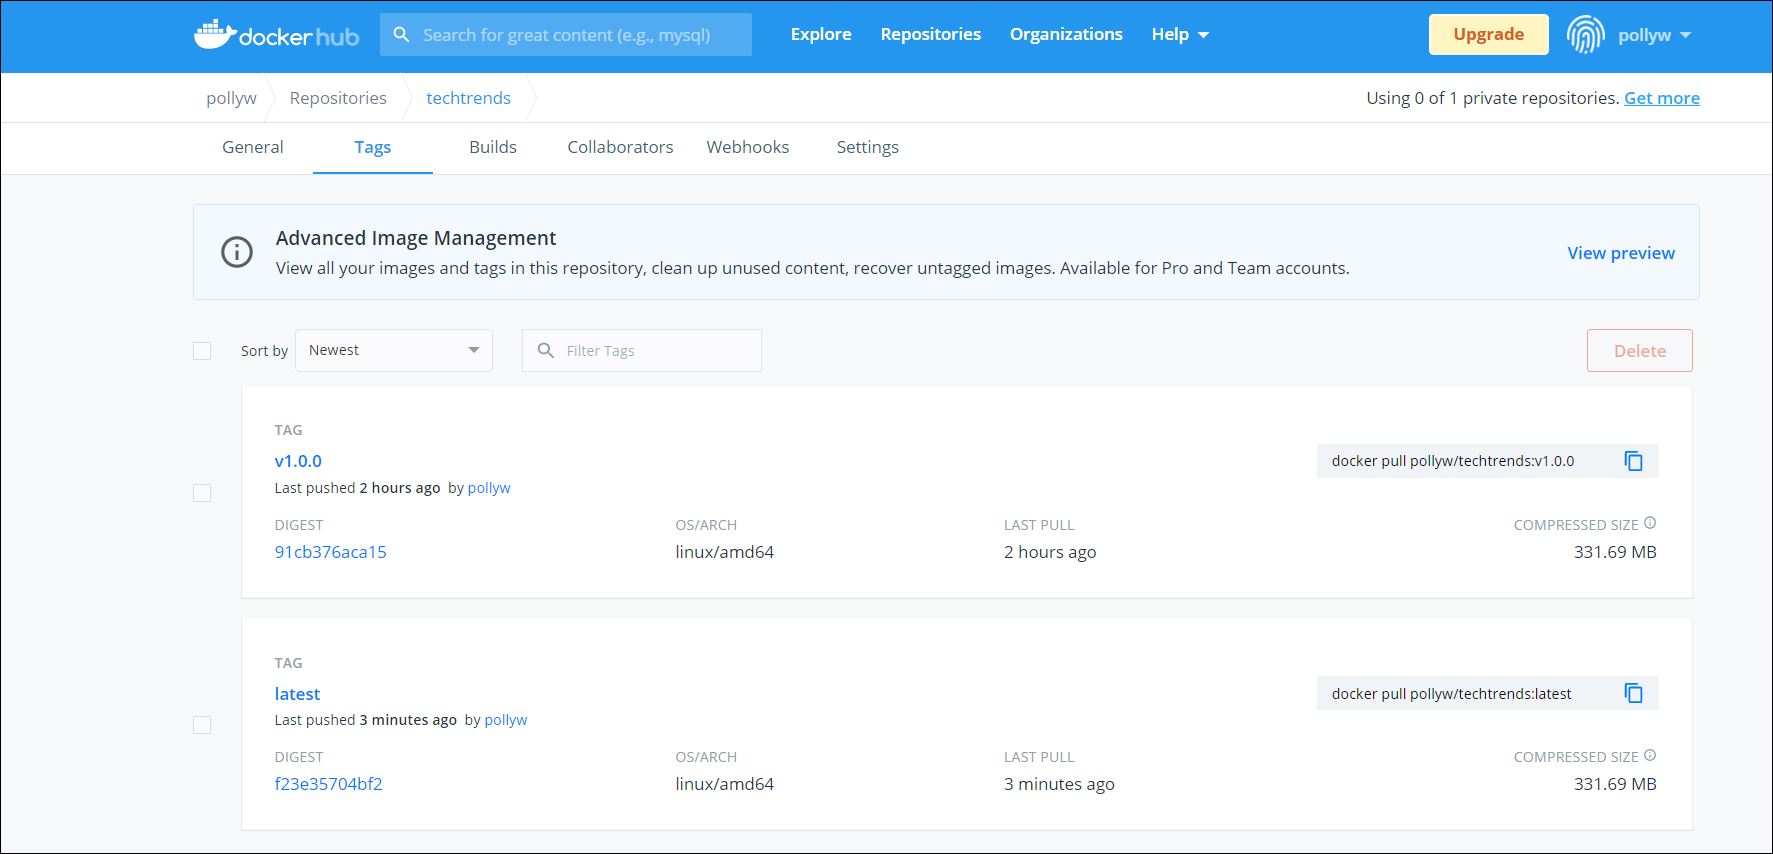 docker hub Search for great content (e.g., mysql) Explore Repositories Organizations Help Upgrade pollyw
pollyw Repositories techtrends Using 0 of 1 private repositories. Get more
General Tags Builds Collaborators Webhooks Settings
Advanced Image Management
View all your images and tags in this repository, clean up unused content, recover untagged images. Available for Pro and Team accounts.
View preview
Sort by Newest Filter Tags Delete
TAG
v1.0.0 docker pull pollyw/techtrends:v1.0.0
Last pushed 2 hours ago by pollyw
DIGEST OS/ARCH LAST PULL COMPRESSED SIZE
91cb376aca15 linux/amd64 2 hours ago 331.69 MB
TAG
latest docker pull pollyw/techtrends:latest
Last pushed 3 minutes ago by pollyw
DIGEST OS/ARCH LAST PULL COMPRESSED SIZE
f23e35704bf2 linux/amd64 3 minutes ago 331.69 MB